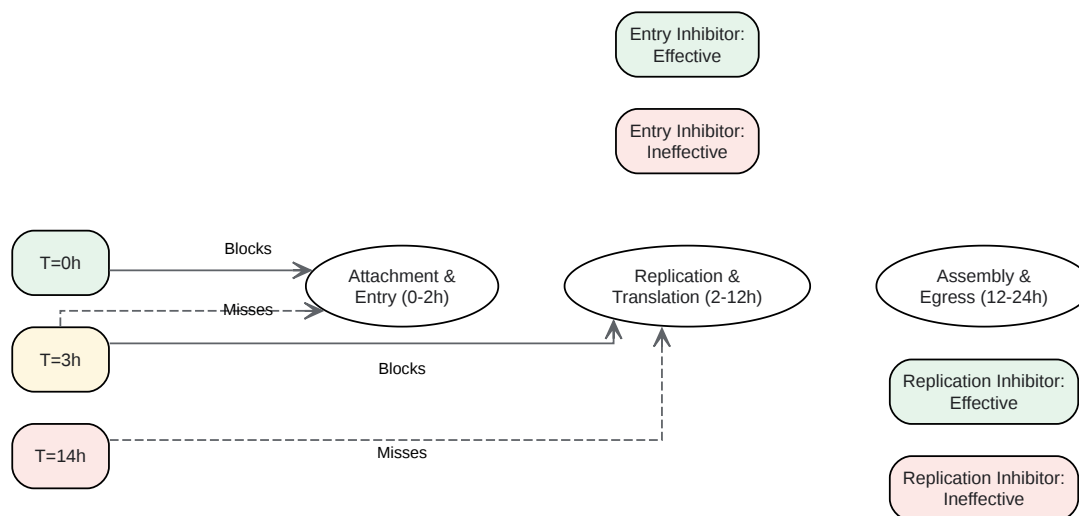 Entry Inhibitor:
Effective
Entry Inhibitor:
Ineffective
T=0h
Blocks
Attachment &
Entry (0-2h)
Replication &
Translation (2-12h)
Assembly &
Egress (12-24h)
Misses
T=3h
Blocks
Replication Inhibitor:
Effective
T=14h
Misses
Replication Inhibitor:
Ineffective